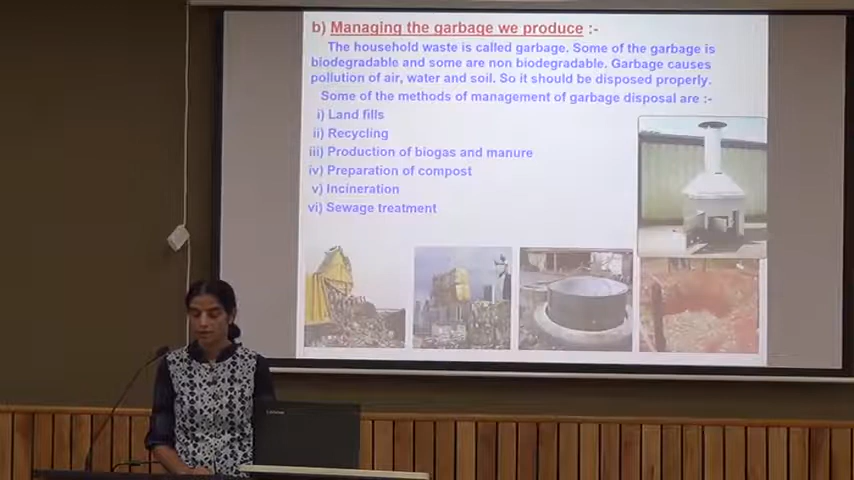 b) Managing the garbage we produce :-
The household waste is called garbage. Some of the garbage is
biodegradable and some are non biodegradable. Garbage causes
pollution of air, water and soil. So it should be disposed properly.
Some of the methods of management of garbage disposal are :-
i) Land fills
ii) Recycling
iii) Production of biogas and manure
iv) Preparation of compost
v) Incineration
vi) Sewage treatment
Lenovo